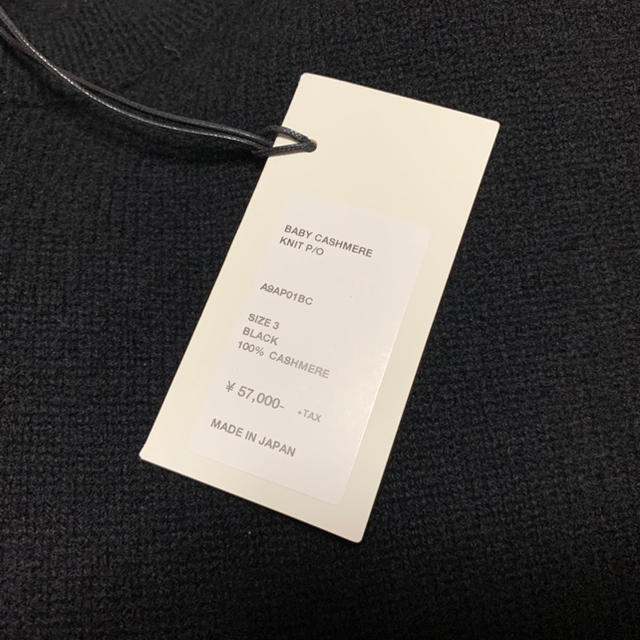 BABY CASHMERE
KNIT P/O
A9AP01BC
SIZE 3
BLACK
100% CASHMERE
¥ 57,000- +TAX
MADE IN JAPAN